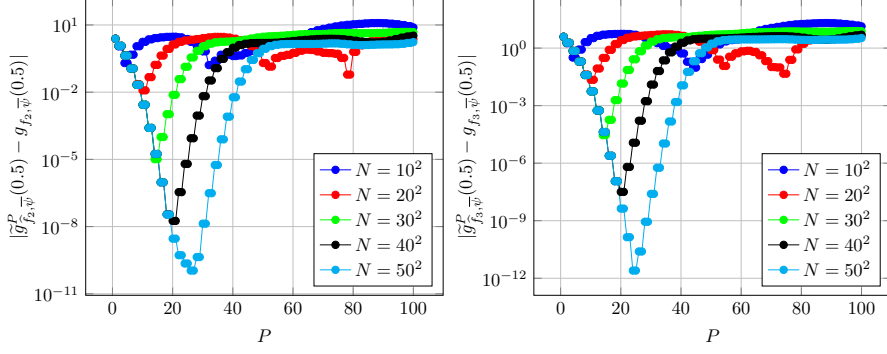 |g̃^P_{f̂_2,ψ̅}(0.5) − g_{f_2,ψ̅}(0.5)|
10^1
10^−2
10^−5
10^−8
10^−11
0 20 40 60 80 100
P
N = 10^2
N = 20^2
N = 30^2
N = 40^2
N = 50^2
|g̃^P_{f̂_3,ψ̅}(0.5) − g_{f_3,ψ̅}(0.5)|
10^0
10^−3
10^−6
10^−9
10^−12
0 20 40 60 80 100
P
N = 10^2
N = 20^2
N = 30^2
N = 40^2
N = 50^2